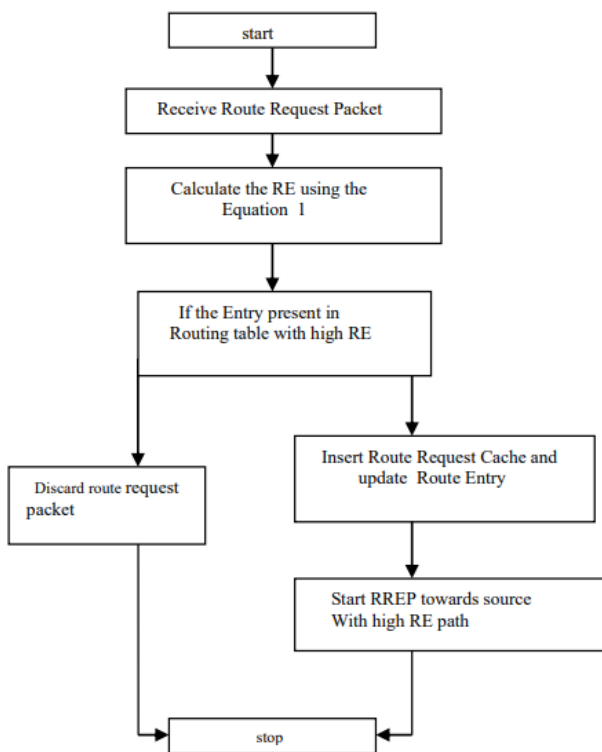 start
Receive Route Request Packet
Calculate the RE using the
Equation 1
If the Entry present in
Routing table with high RE
Discard route request
packet
Insert Route Request Cache and
update Route Entry
Start RREP towards source
With high RE path
stop